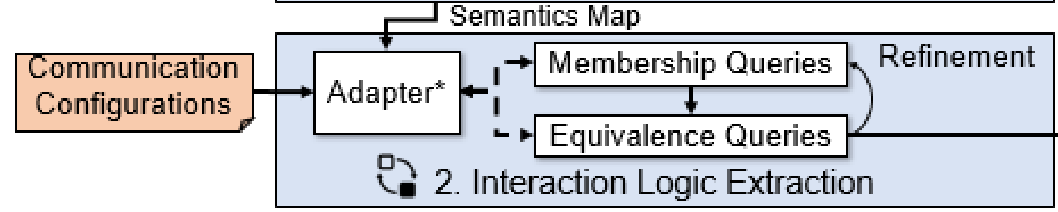 Semantics Map
Communication
Configurations
Adapter*
Membership Queries
Refinement
Equivalence Queries
2. Interaction Logic Extraction